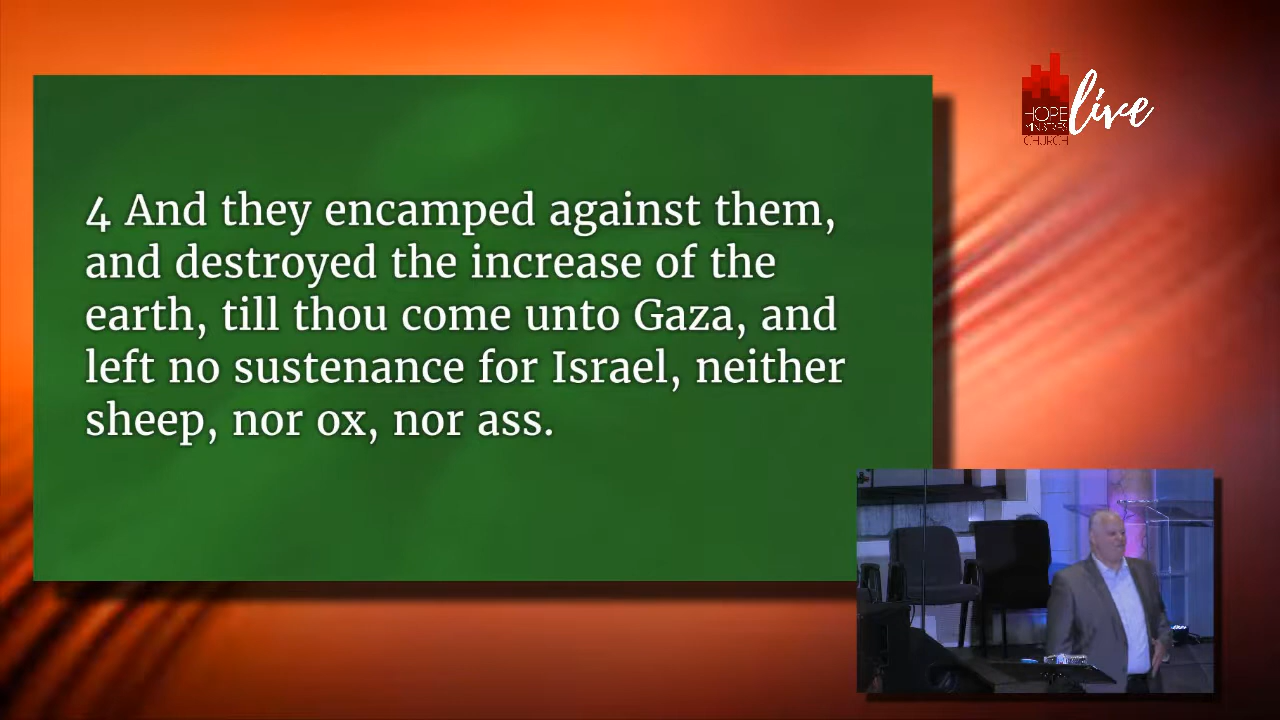 HOPE
MINISTRIES
CHURCH
live
4 And they encamped against them,
and destroyed the increase of the
earth, till thou come unto Gaza, and
left no sustenance for Israel, neither
sheep, nor ox, nor ass.